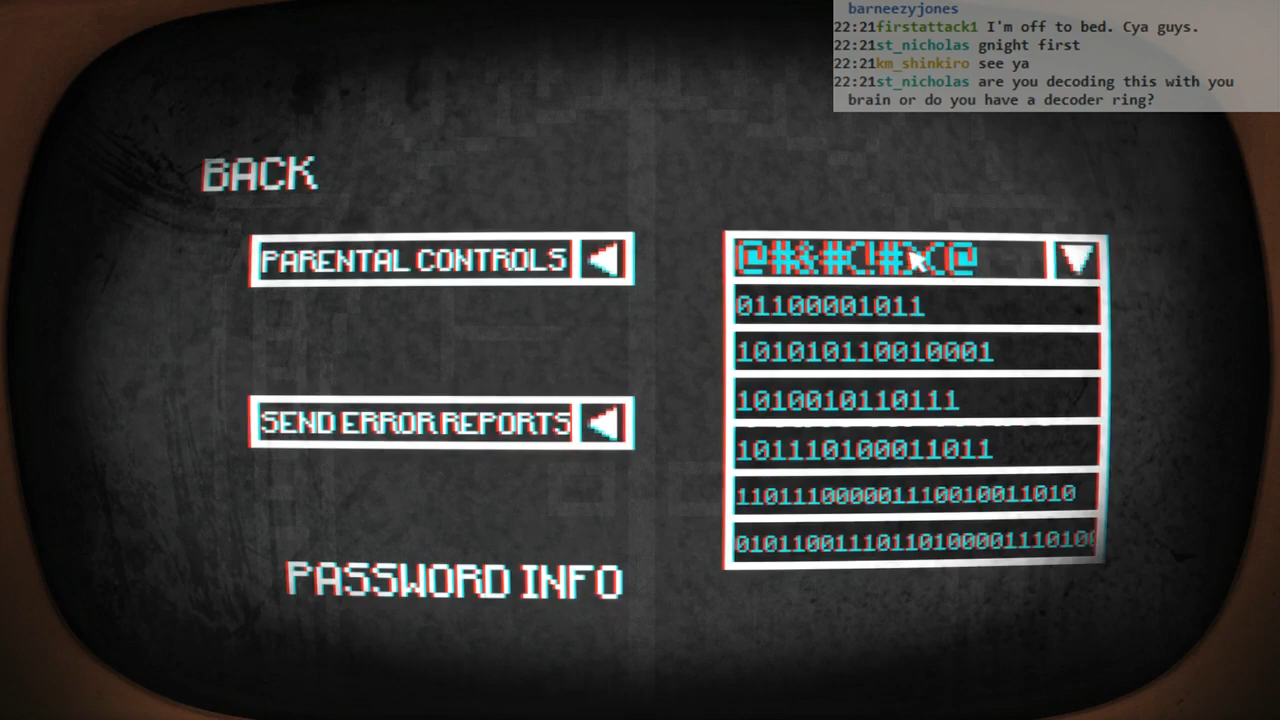 barneezyjones
22:21firstattack1 I'm off to bed. Cya guys.
22:21st_nicholas gnight first
22:21km_shinkiro see ya
22:21st_nicholas are you decoding this with you
brain or do you have a decoder ring?
BACK
PARENTAL CONTROLS
SEND ERROR REPORTS
PASSWORD INFO
01100001011
101010110010001
1010010110111
101110100011011
1101110000011100100110​10